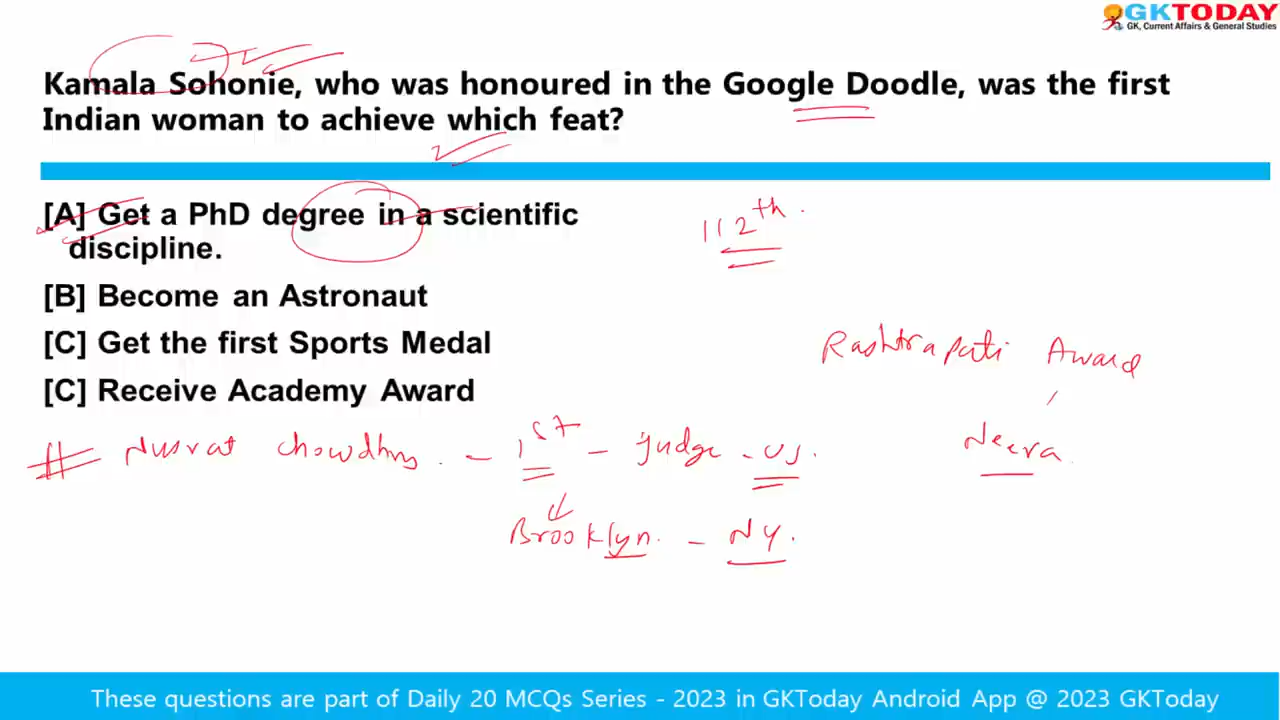 GKTODAY
GK, Current Affairs & General Studies
Kamala Sohonie, who was honoured in the Google Doodle, was the first
Indian woman to achieve which feat?
[A] Get a PhD degree in a scientific
discipline.
[B] Become an Astronaut
[C] Get the first Sports Medal
[C] Receive Academy Award
112th.
Rashtrapati Award
Neera
# Nusrat Chowdhury - 1st - judge - US.
Brooklyn. - NY.
These questions are part of Daily 20 MCQs Series - 2023 in GKToday Android App @ 2023 GKToday